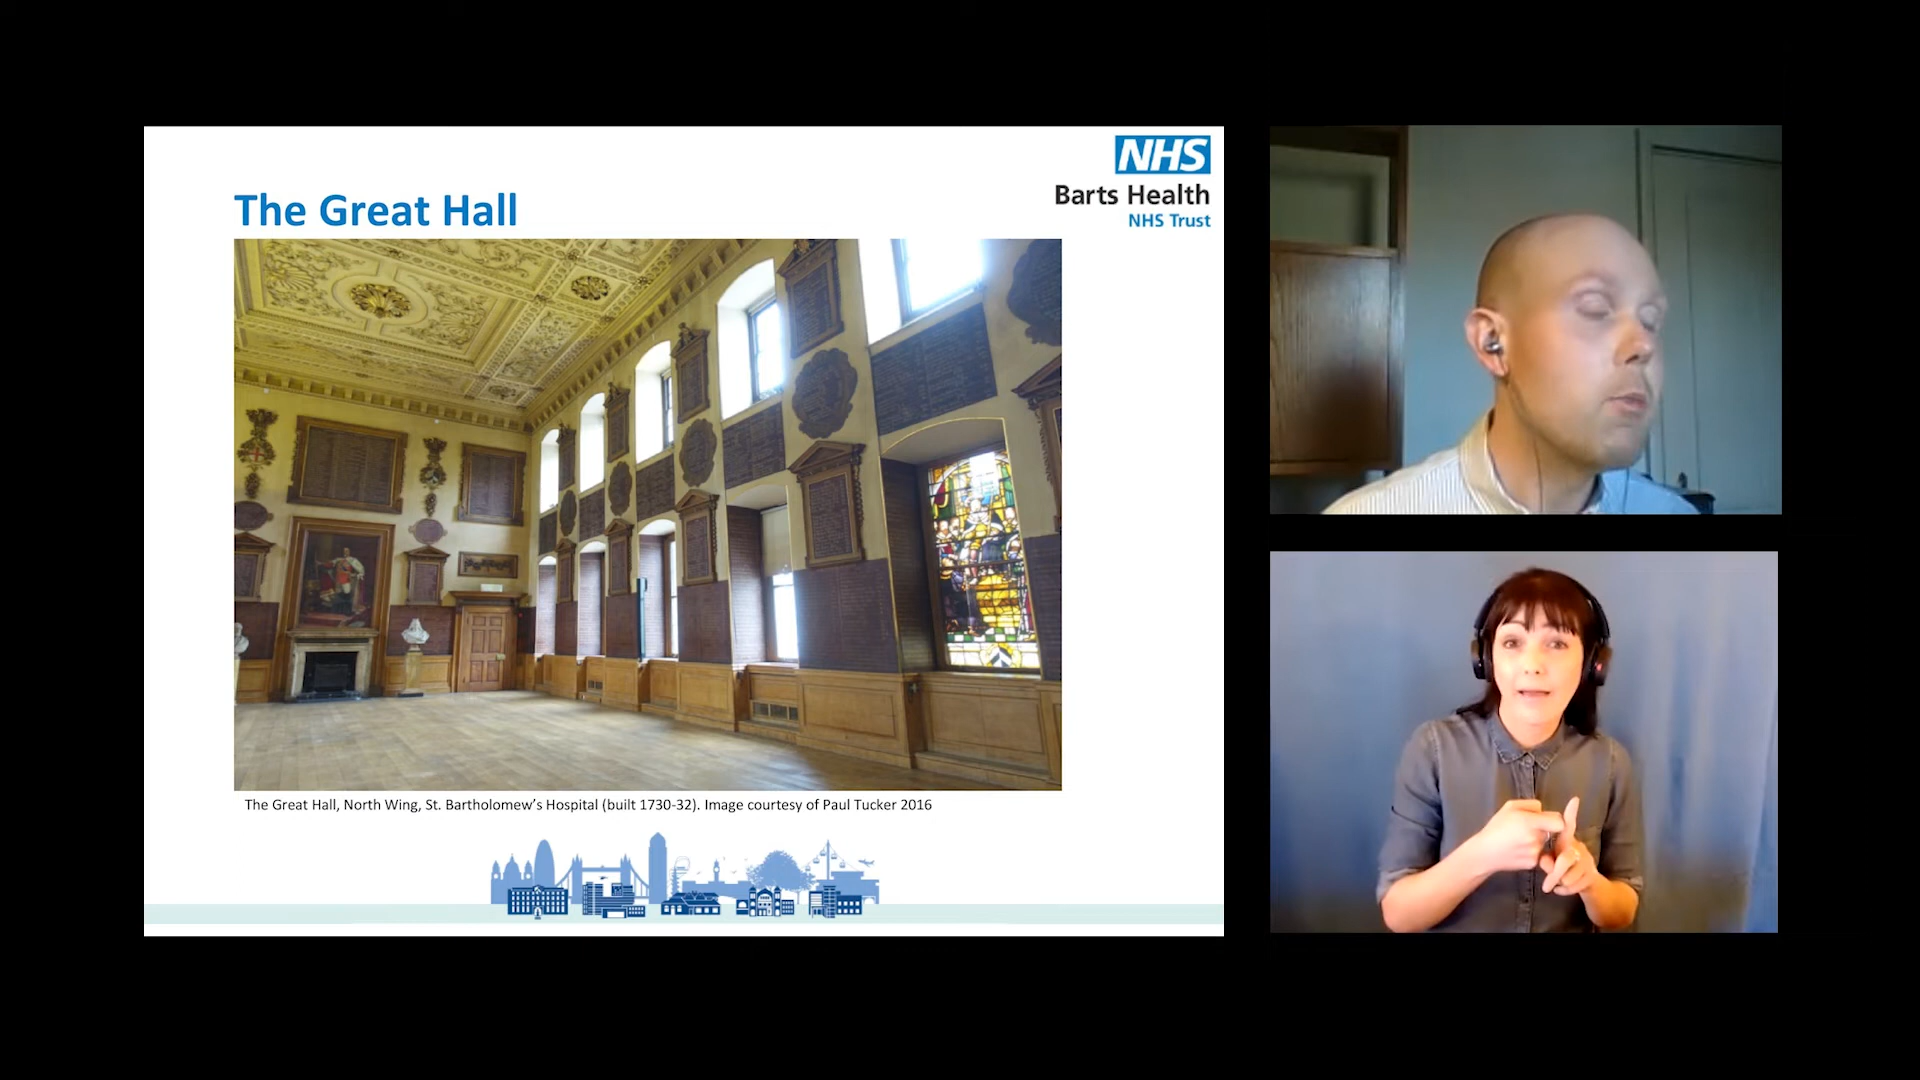 The Great Hall
NHS
Barts Health
NHS Trust
The Great Hall, North Wing, St. Bartholomew’s Hospital (built 1730-32). Image courtesy of Paul Tucker 2016